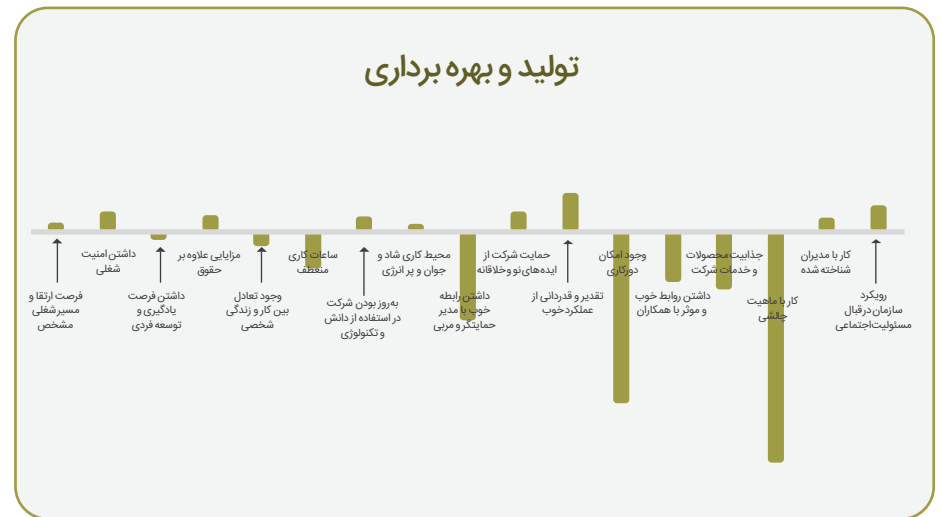 تولید و بهره برداری
فرصت ارتقا و
مسیر شغلی
مشخص
داشتن امنیت
شغلی
داشتن فرصت
یادگیری و
توسعه فردی
مزایایی علاوه بر
حقوق
وجود تعادل
بین کار و زندگی
شخصی
ساعات کاری
منعطف
به‌روز بودن شرکت
در استفاده از دانش
و تکنولوژی
محیط کاری شاد و
جوان و پر انرژی
داشتن رابطه
خوب با مدیر
حمایتگر و مربی
حمایت شرکت از
ایده‌های نو و خلاقانه
تقدیر و قدردانی از
عملکرد خوب
وجود امکان
دورکاری
داشتن روابط خوب
و موثر با همکاران
جذابیت محصولات
و خدمات شرکت
کار با ماهیت
چالشی
کار با مدیران
شناخته شده
رویکرد
سازمان در قبال
مسئولیت اجتماعی